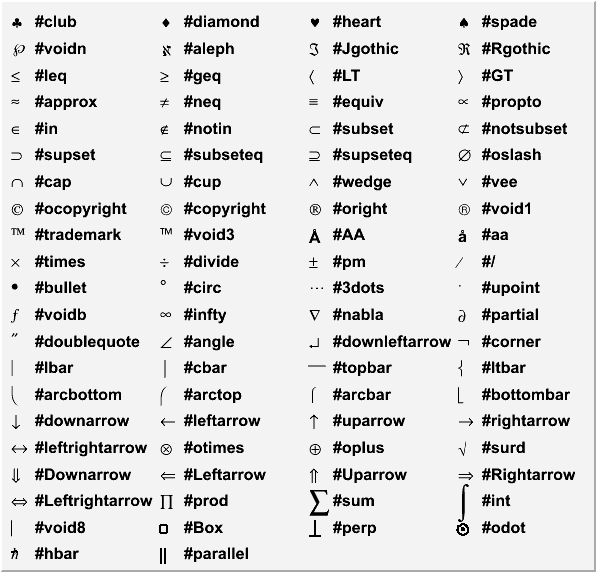 ♣ #club ♦ #diamond ♥ #heart ♠ #spade
℘ #voidn ℵ #aleph ℑ #Jgothic ℜ #Rgothic
≤ #leq ≥ #geq 〈 #LT 〉 #GT
≈ #approx ≠ #neq ≡ #equiv ∝ #propto
∈ #in ∉ #notin ⊂ #subset ⊄ #notsubset
⊃ #supset ⊆ #subseteq ⊇ #supseteq ∅ #oslash
∩ #cap ∪ #cup ∧ #wedge ∨ #vee
© #ocopyright © #copyright ® #oright ® #void1
™ #trademark ™ #void3 Å #AA å #aa
× #times ÷ #divide ± #pm ⁄ #/
• #bullet ° #circ … #3dots · #upoint
ƒ #voidb ∞ #infty ∇ #nabla ∂ #partial
″ #doublequote ∠ #angle ↵ #downleftarrow ¬ #corner
| #lbar | #cbar — #topbar { #ltbar
⎝ #arcbottom ⎛ #arctop ⌠ #arcbar ⎣ #bottombar
↓ #downarrow ← #leftarrow ↑ #uparrow → #rightarrow
↔ #leftrightarrow ⊗ #otimes ⊕ #oplus √ #surd
⇓ #Downarrow ⇐ #Leftarrow ⇑ #Uparrow ⇒ #Rightarrow
⇔ #Leftrightarrow ∏ #prod ∑ #sum ∫ #int
| #void8 □ #Box ⊥ #perp ⊙ #odot
ℏ #hbar ∥ #parallel